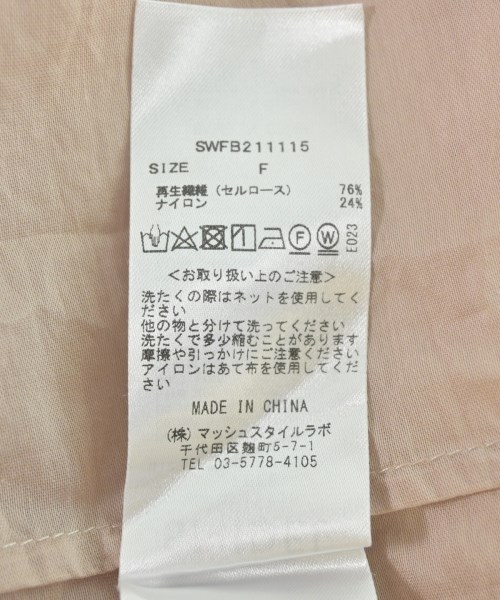 SWFB211115
SIZE F
再生繊維(セルロース) 76%
ナイロン 24%
F W E023
<お取り扱い上のご注意>
洗たくの際はネットを使用してく
ださい
他の物と分けて洗ってください
洗たくで多少縮むことがあります
摩擦や引っかけにご注意ください
アイロンはあて布を使用してくだ
さい
MADE IN CHINA
(株)マッシュスタイルラボ
千代田区麹町5-7-1
TEL 03-5778-4105